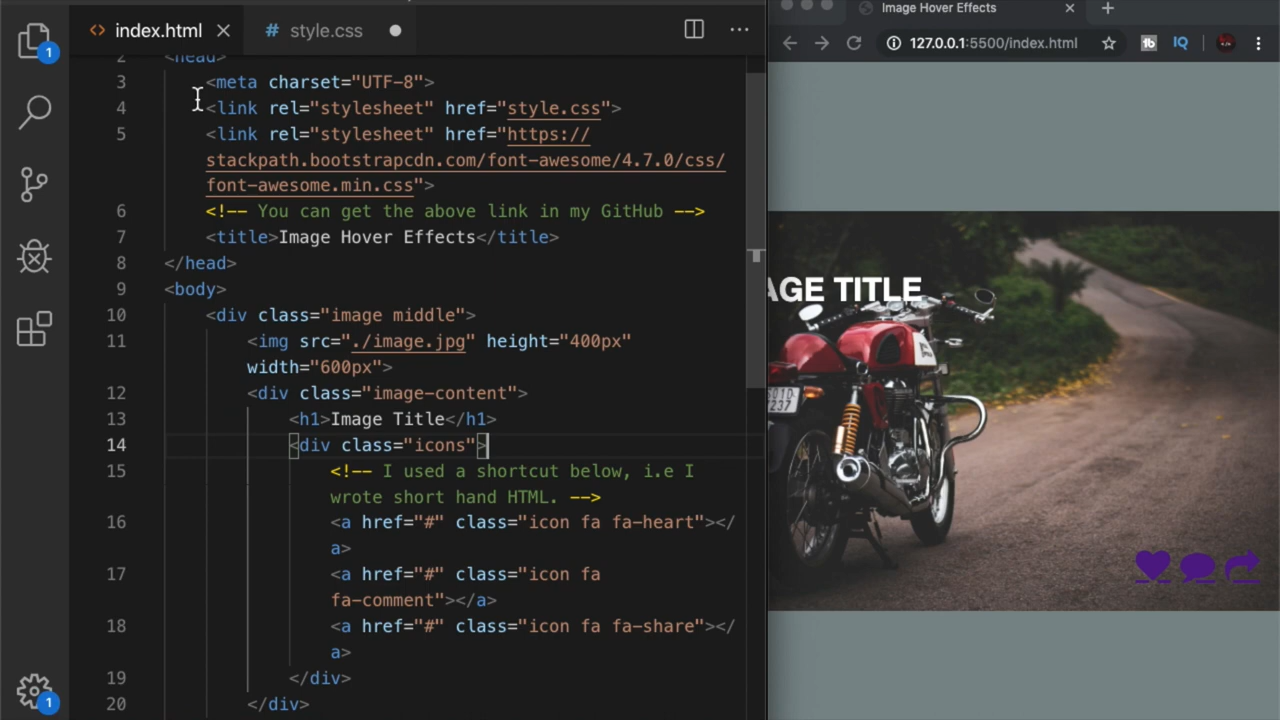 index.html
style.css
Image Hover Effects
127.0.0.1:5500/index.html
IQ
1
2 <head>
3 <meta charset="UTF-8">
4 <link rel="stylesheet" href="style.css">
5 <link rel="stylesheet" href="https://
stackpath.bootstrapcdn.com/font-awesome/4.7.0/css/
font-awesome.min.css">
6 <!-- You can get the above link in my GitHub -->
7 <title>Image Hover Effects</title>
8 </head>
9 <body>
10 <div class="image middle">
11 <img src="./image.jpg" height="400px"
width="600px">
12 <div class="image-content">
13 <h1>Image Title</h1>
14 <div class="icons">
15 <!-- I used a shortcut below, i.e I
wrote short hand HTML. -->
16 <a href="#" class="icon fa fa-heart"></
a>
17 <a href="#" class="icon fa
fa-comment"></a>
18 <a href="#" class="icon fa fa-share"></
a>
19 </div>
20 </div>
1
AGE TITLE